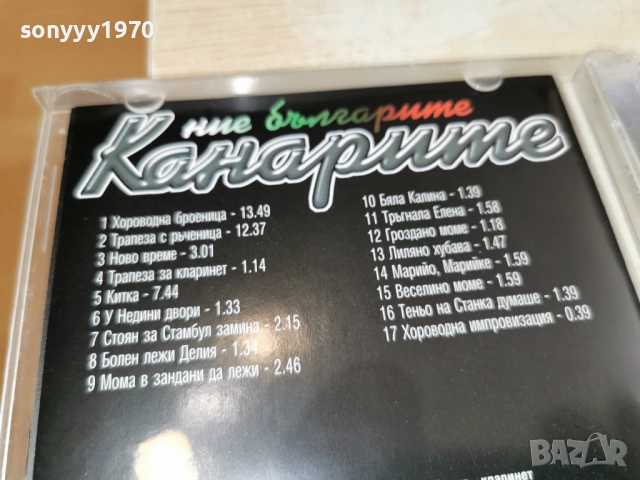 sonyyy1970
ние българите
Канарите
1 Хороводна броеница - 13.49
2 Трапеза с ръченица - 12.37
3 Ново време - 3.01
4 Трапеза за кларинет - 1.14
5 Китка - 7.44
6 У Недини двори - 1.33
7 Стоян за Стамбул замина - 2.15
8 Болен лежи Делия - 1.34
9 Мома в зандани да лежи - 2.46
10 Бяла Калина - 1.39
11 Тръгнала Елена - 1.58
12 Гроздано моме - 1.18
13 Лиляно хубава - 1.47
14 Марийо, Марийке - 1.59
15 Веселино моме - 1.59
16 Теньо на Станка думаше - 1.39
17 Хороводна импровизация - 0.39
- кларинет
BAZAR